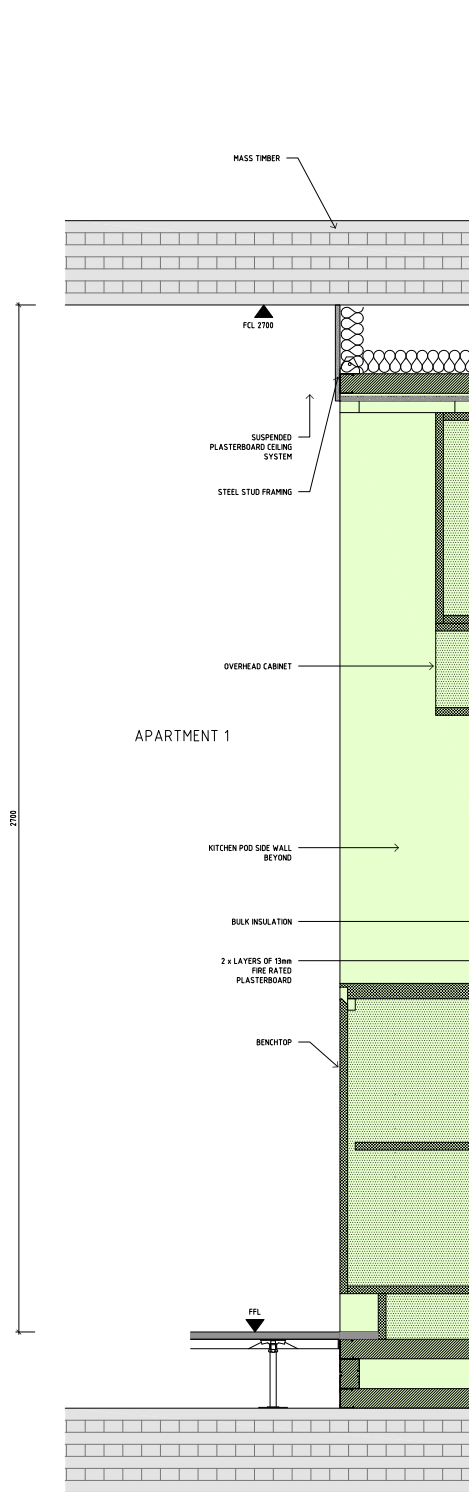 MASS TIMBER
FCL 2700
SUSPENDED
PLASTERBOARD CEILING
SYSTEM
STEEL STUD FRAMING
OVERHEAD CABINET
APARTMENT 1
2700
KITCHEN POD SIDE WALL
BEYOND
BULK INSULATION
2 x LAYERS OF 13mm
FIRE RATED
PLASTERBOARD
BENCHTOP
FFL